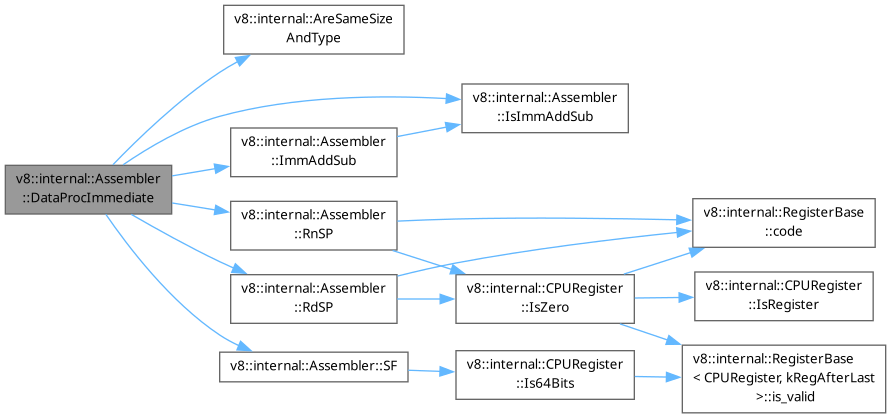 v8::internal::AreSameSize
AndType
v8::internal::Assembler
::IsImmAddSub
v8::internal::Assembler
::ImmAddSub
v8::internal::Assembler
::DataProcImmediate
v8::internal::Assembler
::RnSP
v8::internal::RegisterBase
::code
v8::internal::Assembler
::RdSP
v8::internal::CPURegister
::IsZero
v8::internal::CPURegister
::IsRegister
v8::internal::Assembler::SF
v8::internal::CPURegister
::Is64Bits
v8::internal::RegisterBase
< CPURegister, kRegAfterLast
>::is_valid